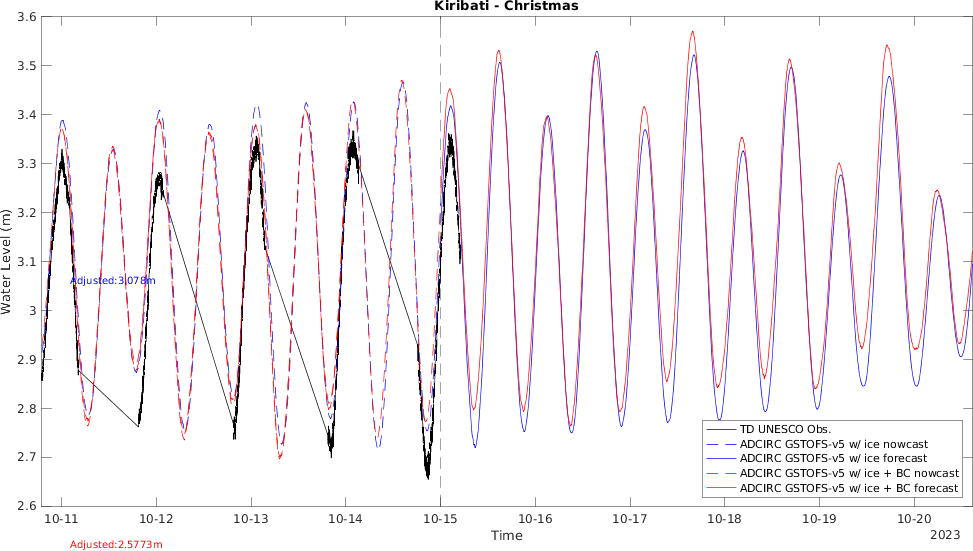 Kiribati - Christmas
3.6
3.5
3.4
3.3
3.2
3.1
3
2.9
2.8
2.7
2.6
Water Level (m)
Adjusted:3.078m
TD UNESCO Obs.
ADCIRC GSTOFS-v5 w/ ice nowcast
ADCIRC GSTOFS-v5 w/ ice forecast
ADCIRC GSTOFS-v5 w/ ice + BC nowcast
ADCIRC GSTOFS-v5 w/ ice + BC forecast
10-11 10-12 10-13 10-14 10-15 10-16 10-17 10-18 10-19 10-20
Time
2023
Adjusted:2.5773m